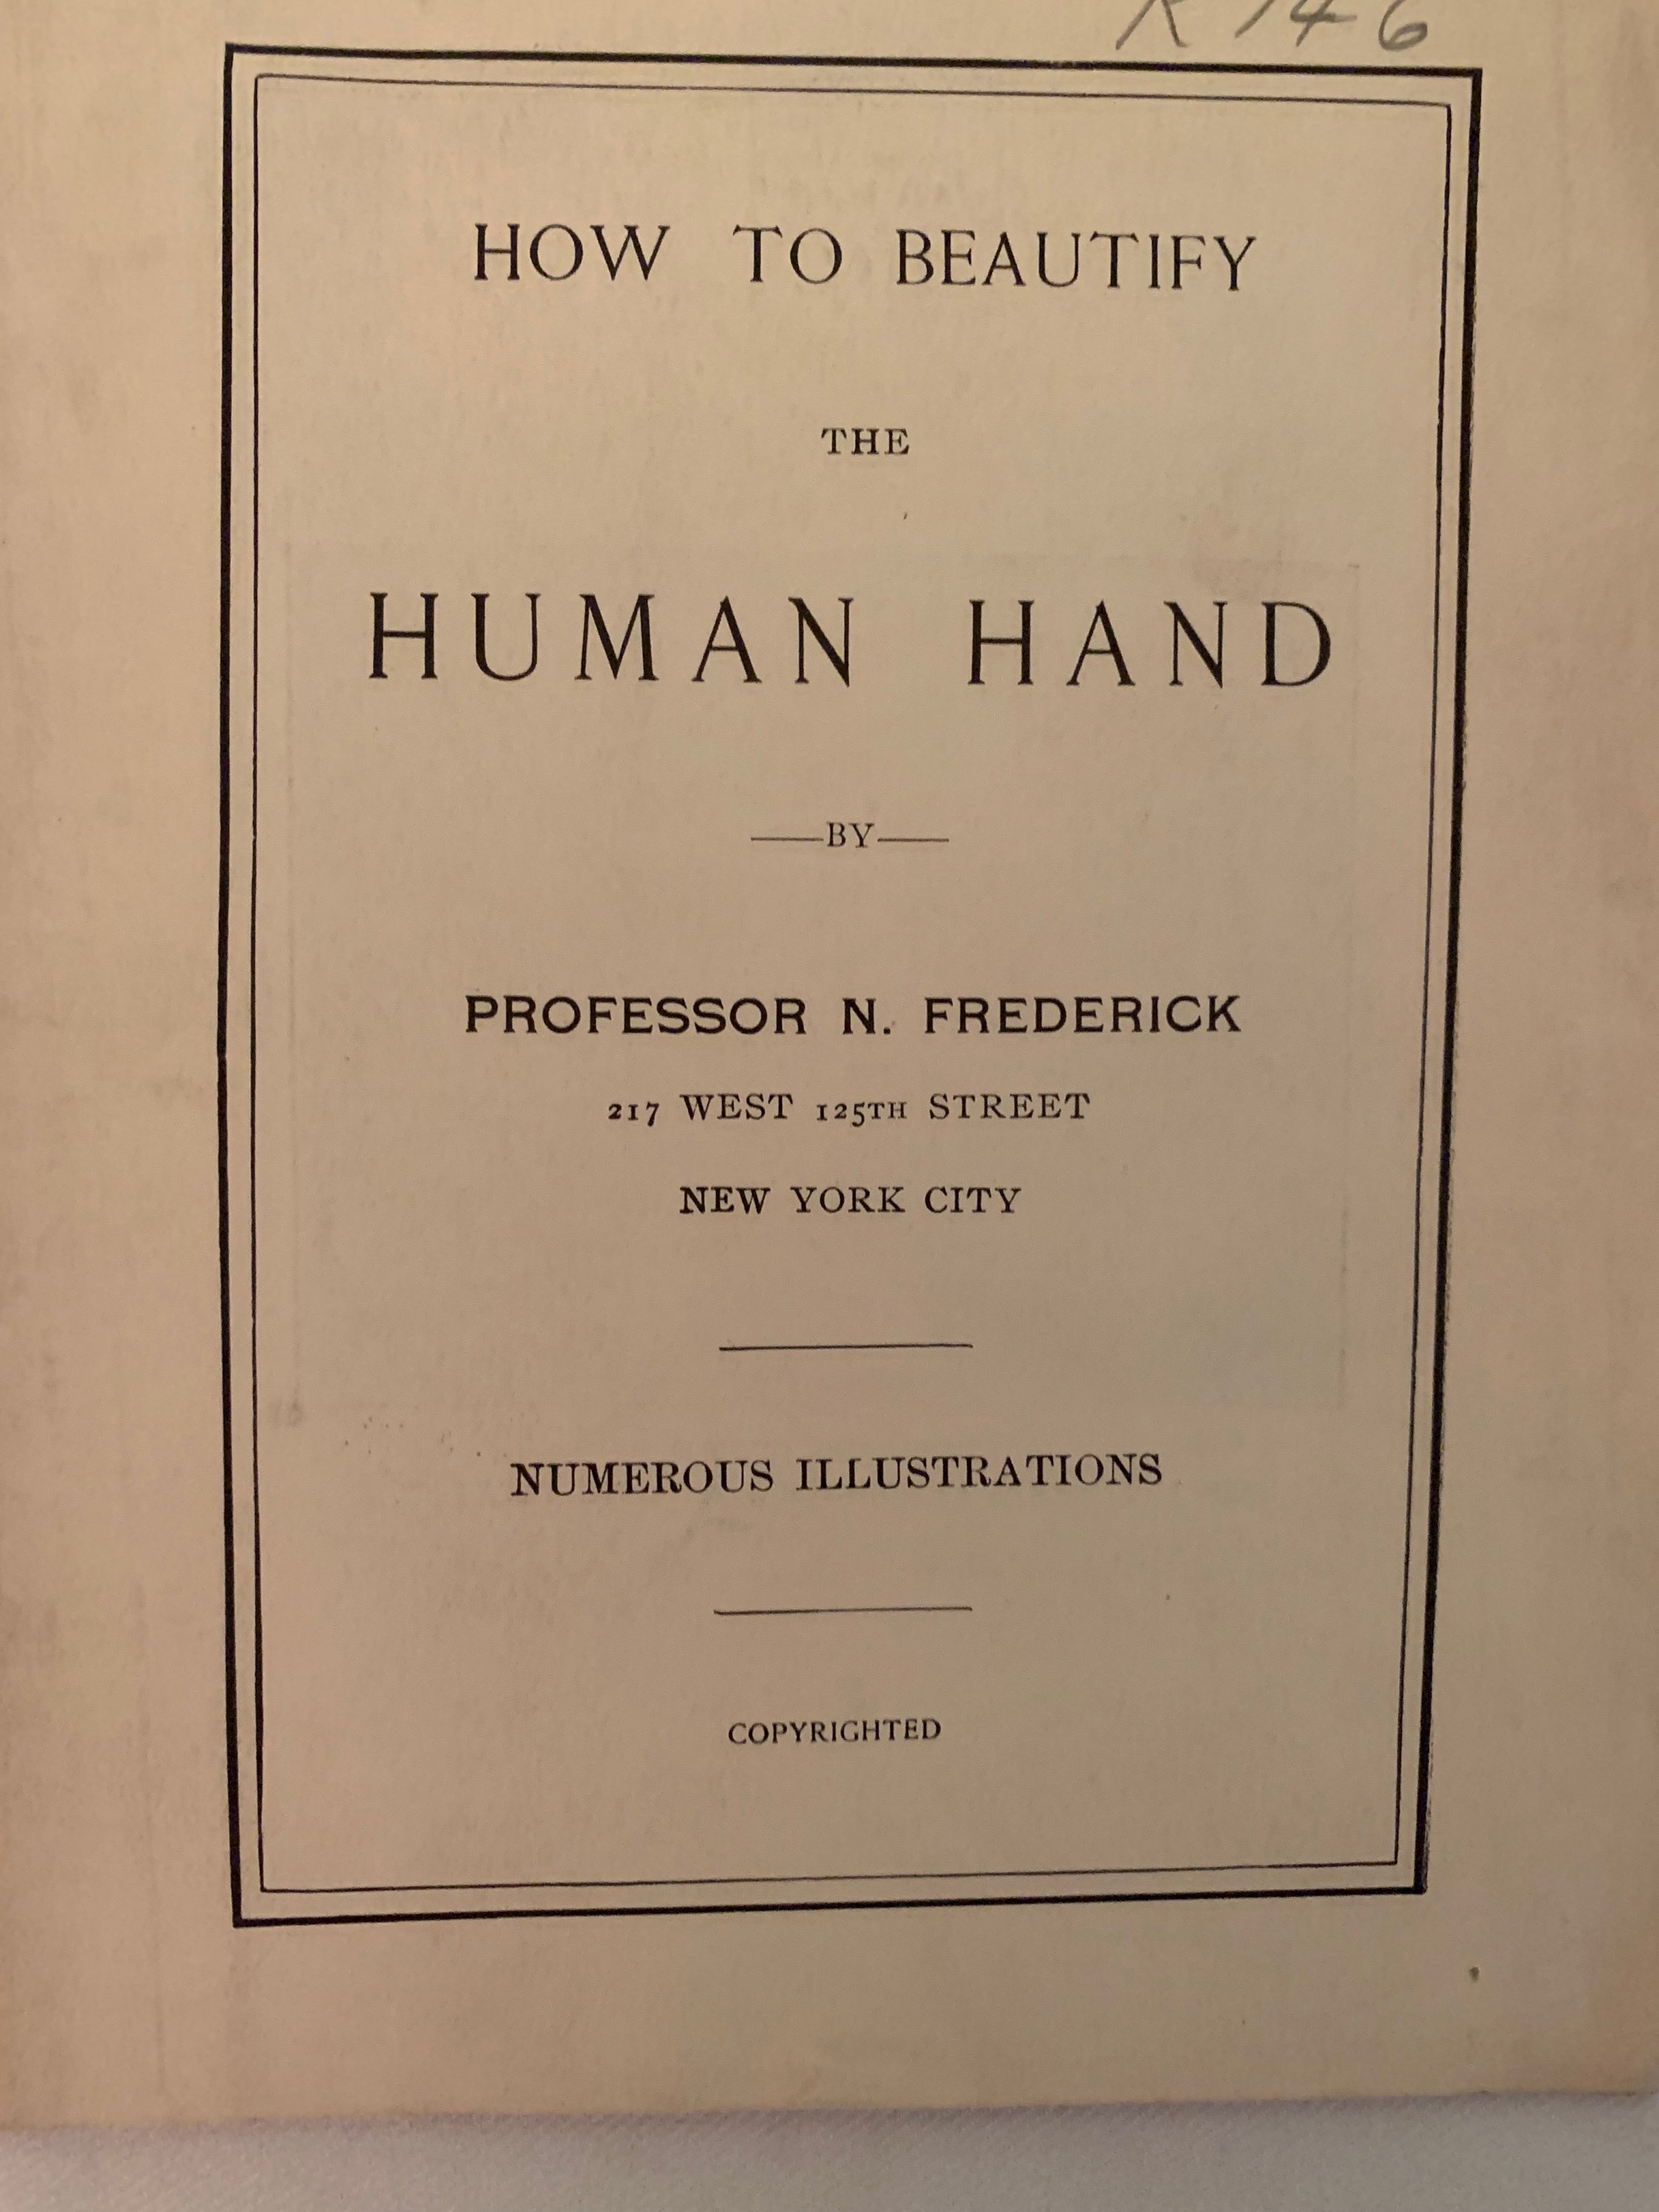 HOW TO BEAUTIFY
THE
HUMAN HAND
—BY—
PROFESSOR N. FREDERICK
217 WEST 125TH STREET
NEW YORK CITY
NUMEROUS ILLUSTRATIONS
COPYRIGHTED